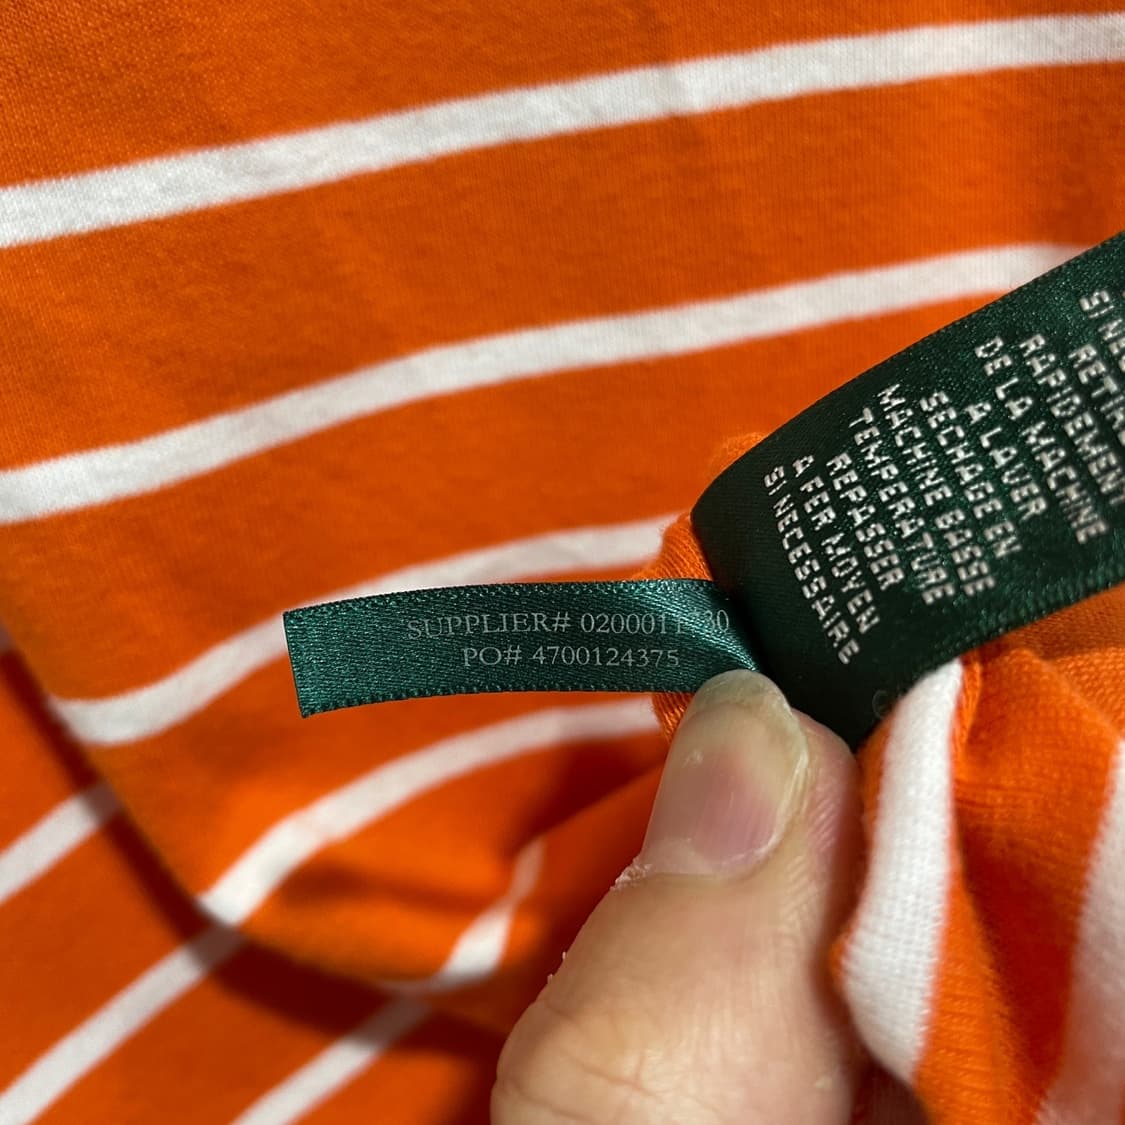 SUPPLIER#
PO# 4700124375
RETIRER
RAPIDEMENT
DE LA MACHINE
A LAVER
SECHAGE EN
MACHINE BASSE
TEMPERATURE
REPASSER
A FER MOYEN
SI NECESSAIRE